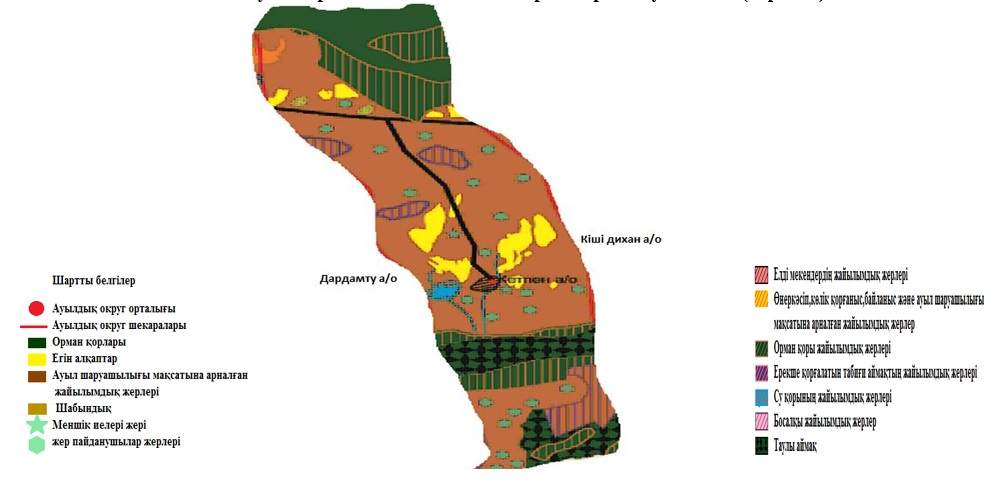 Кіші дихан а/о
Дардамту а/о
Кетпен а/о
Шартты белгілер
Ауылдық округ орталығы
Ауылдық округ шекаралары
Орман қорлары
Егін алқаптар
Ауыл шаруашылығы мақсатына арналған
жайылымдық жерлері
Шабындық
Меншік иелері жері
жер пайданушылар жерлері
Елді мекендердің жайылымдық жерлері
Өнеркәсіп,көлік қорғаныс,байланыс және ауыл шаруашылығы
мақсатына арналған жайылымдық жерлер
Орман қоры жайылымдық жерлері
Ерекше қорғалатын табиғи аймақтың жайылымдық жерлері
Су қорының жайылымдық жерлері
Босалқы жайылымдық жерлер
Таулы аймақ